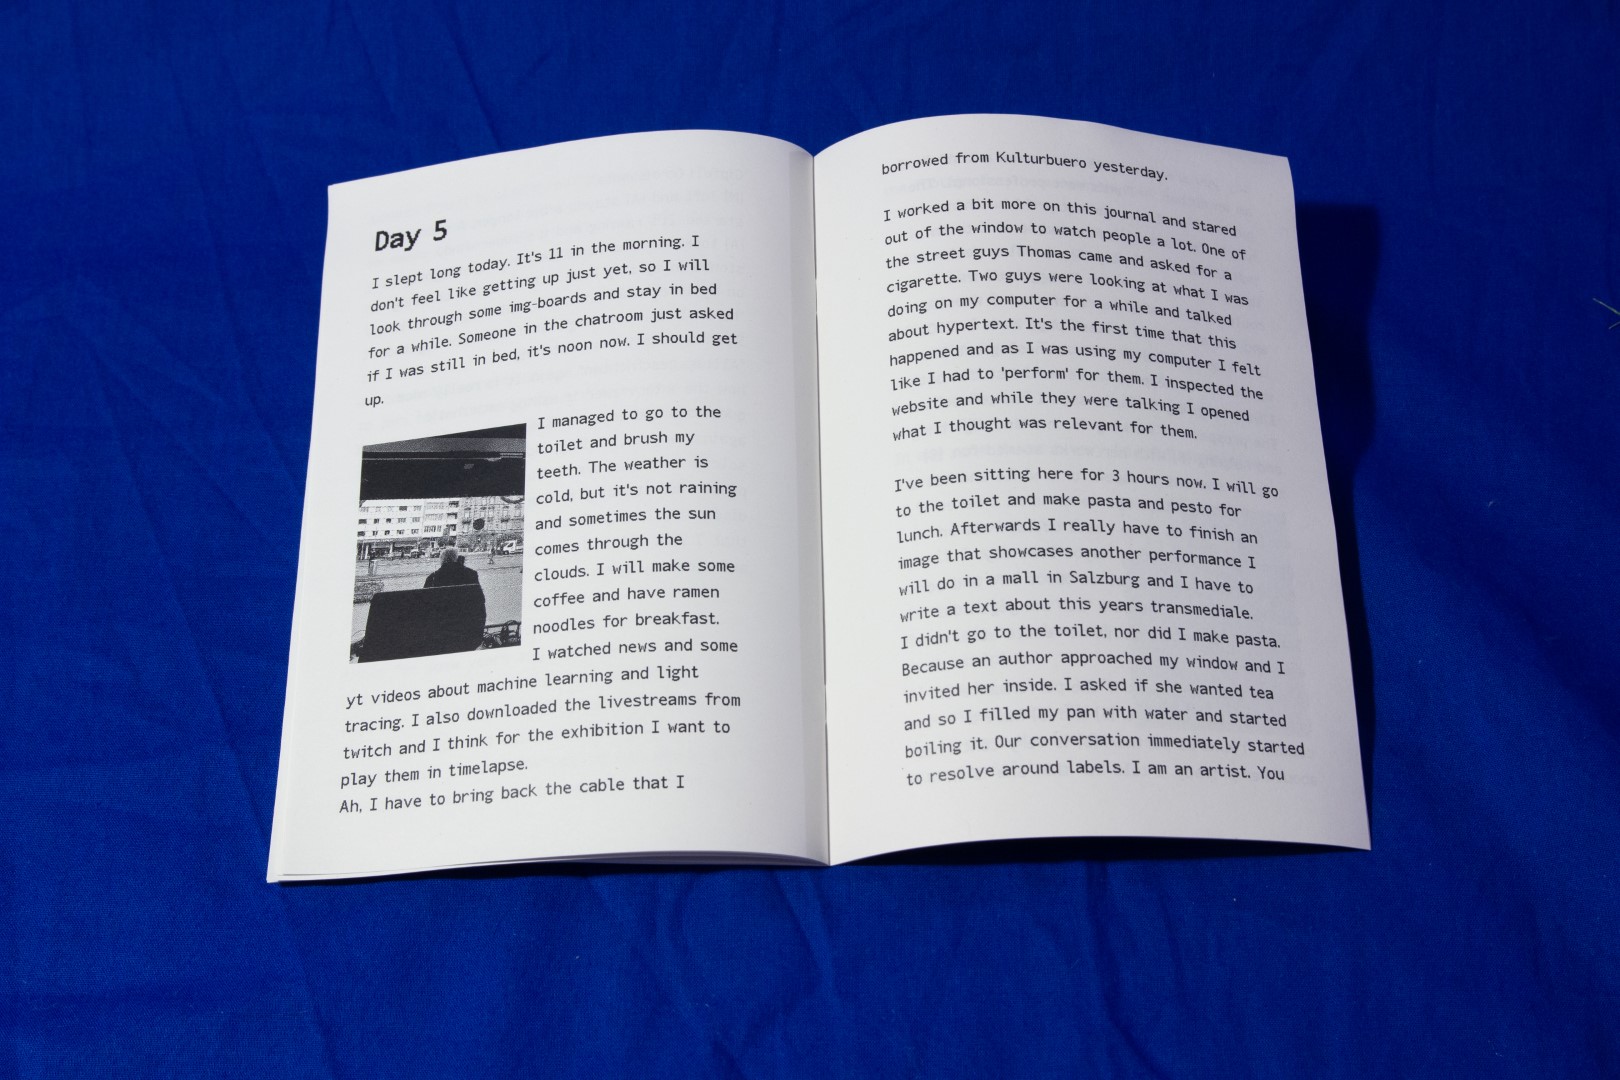 Day 5
I slept long today. It's 11 in the morning. I
don't feel like getting up just yet, so I will
look through some img-boards and stay in bed
for a while. Someone in the chatroom just asked
if I was still in bed, it's noon now. I should get
up.
I managed to go to the
toilet and brush my
teeth. The weather is
cold, but it's not raining
and sometimes the sun
comes through the
clouds. I will make some
coffee and have ramen
noodles for breakfast.
I watched news and some
yt videos about machine learning and light
tracing. I also downloaded the livestreams from
twitch and I think for the exhibition I want to
play them in timelapse.
Ah, I have to bring back the cable that I
borrowed from Kulturbuero yesterday.
I worked a bit more on this journal and stared
out of the window to watch people a lot. One of
the street guys Thomas came and asked for a
cigarette. Two guys were looking at what I was
doing on my computer for a while and talked
about hypertext. It's the first time that this
happened and as I was using my computer I felt
like I had to 'perform' for them. I inspected the
website and while they were talking I opened
what I thought was relevant for them.
I've been sitting here for 3 hours now. I will go
to the toilet and make pasta and pesto for
lunch. Afterwards I really have to finish an
image that showcases another performance I
will do in a mall in Salzburg and I have to
write a text about this years transmediale.
I didn't go to the toilet, nor did I make pasta.
Because an author approached my window and I
invited her inside. I asked if she wanted tea
and so I filled my pan with water and started
boiling it. Our conversation immediately started
to resolve around labels. I am an artist. You